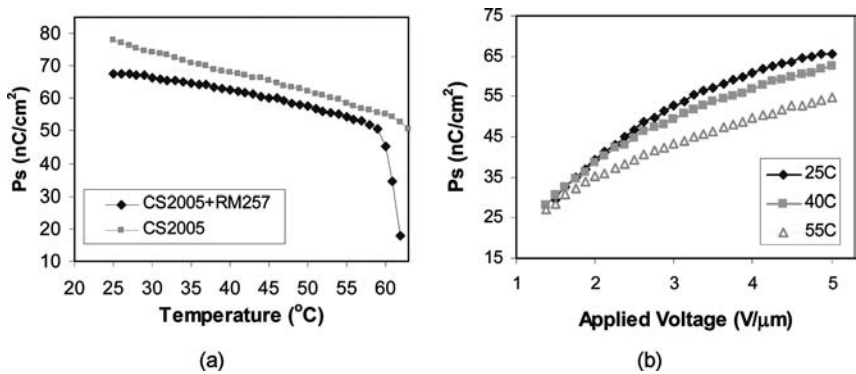 Ps (nC/cm²)
80
70
60
50
40
30
20
10
CS2005+RM257
CS2005
20 25 30 35 40 45 50 55 60
Temperature (°C)
(a)
Ps (nC/cm²)
65
55
45
35
25
15
25C
40C
55C
1 2 3 4 5
Applied Voltage (V/μm)
(b)